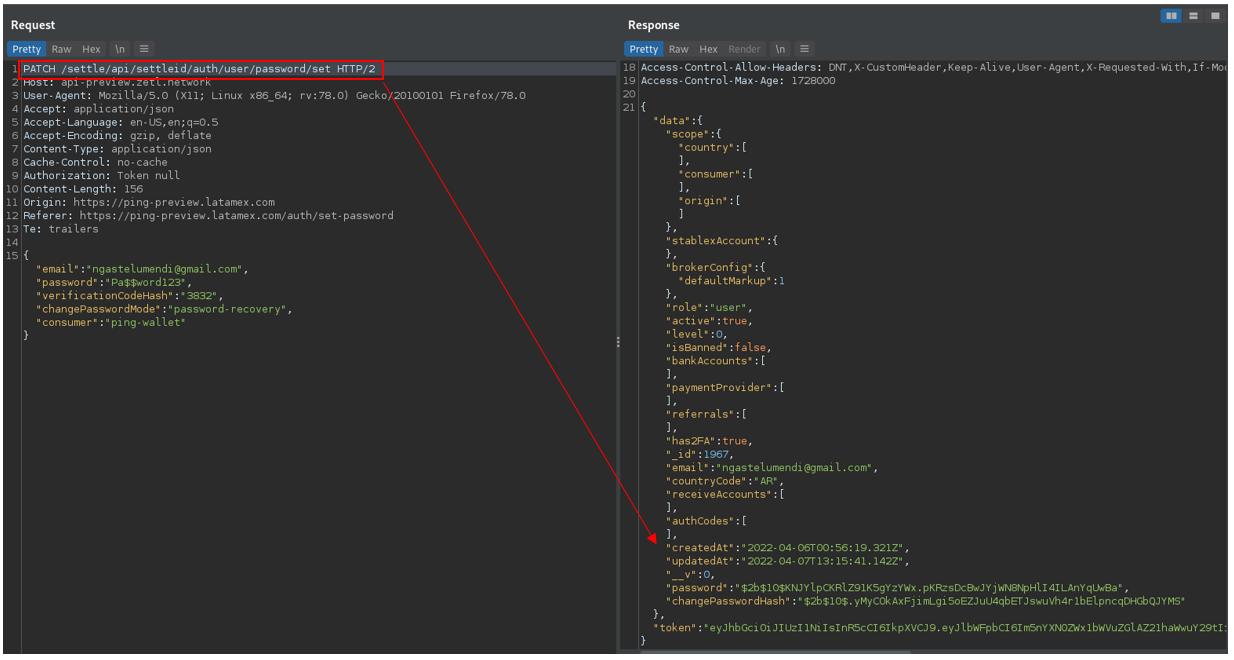 Request
Pretty Raw Hex \n
1 PATCH /settle/api/settleid/auth/user/password/set HTTP/2
2 Host: api-preview.zetl.network
3 User-Agent: Mozilla/5.0 (X11; Linux x86_64; rv:78.0) Gecko/20100101 Firefox/78.0
4 Accept: application/json
5 Accept-Language: en-US,en;q=0.5
6 Accept-Encoding: gzip, deflate
7 Content-Type: application/json
8 Cache-Control: no-cache
9 Authorization: Token null
10 Content-Length: 156
11 Origin: https://ping-preview.latamex.com
12 Referer: https://ping-preview.latamex.com/auth/set-password
13 Te: trailers
14
15 {
"email":"ngastelumendi@gmail.com",
"password":"Pa$$word123",
"verificationCodeHash":"3832",
"changePasswordMode":"password-recovery",
"consumer":"ping-wallet"
}
Response
Pretty Raw Hex Render \n
18 Access-Control-Allow-Headers: DNT,X-CustomHeader,Keep-Alive,User-Agent,X-Requested-With,If-Mo
19 Access-Control-Max-Age: 1728000
20
21 {
"data":{
"scope":{
"country":[
],
"consumer":[
],
"origin":[
]
},
"stablexAccount":{
},
"brokerConfig":{
"defaultMarkup":1
},
"role":"user",
"active":true,
"level":0,
"isBanned":false,
"bankAccounts":[
],
"paymentProvider":[
],
"referrals":[
],
"has2FA":true,
"_id":1967,
"email":"ngastelumendi@gmail.com",
"countryCode":"AR",
"receiveAccounts":[
],
"authCodes":[
],
"createdAt":"2022-04-06T00:56:19.321Z",
"updatedAt":"2022-04-07T13:15:41.142Z",
"__v":0,
"password":"$2b$10$KNJYlpCKRlZ91K5gYzYWx.pKRzsDcBwJYjWN8NpHlI4ILAnYqUwBa",
"changePasswordHash":"$2b$10$.yMyC0kAxFjimLgi5oEZJuU4qbETJswuVh4r1bElpncqDHGbQJYMS"
},
"token":"eyJhbGciOiJIUzI1NiIsInR5cCI6IkpXVCJ9.eyJlbWFpbCI6Im5nYXN0ZWx1bWVuZGlAZ21haWwuY29tI
}